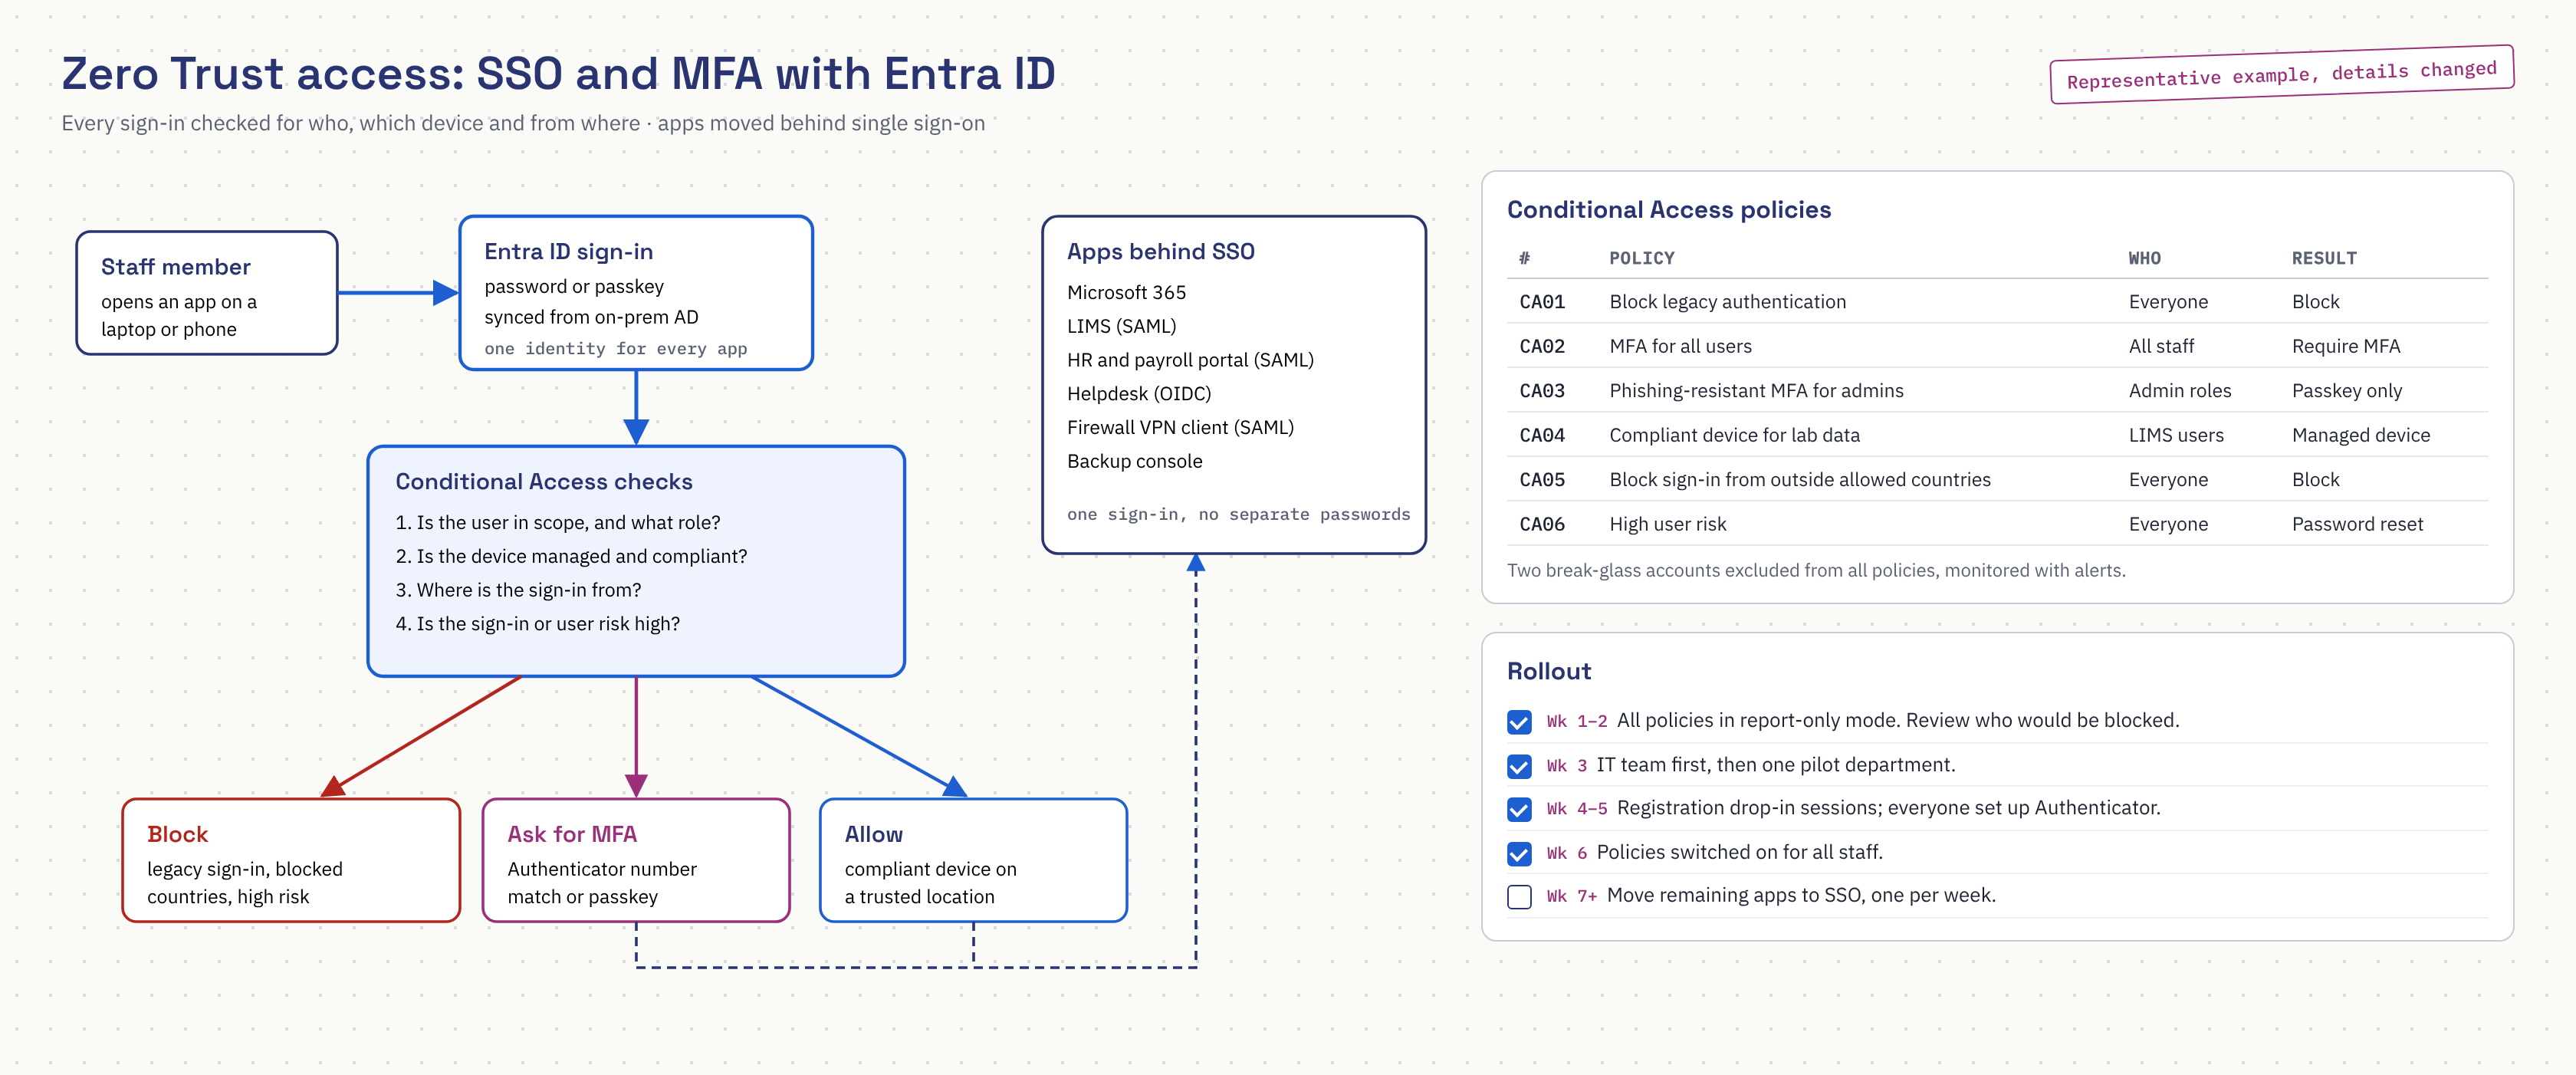 Zero Trust access: SSO and MFA with Entra ID
Representative example, details changed
Every sign-in checked for who, which device and from where · apps moved behind single sign-on
Staff member
opens an app on a
laptop or phone
Entra ID sign-in
password or passkey
synced from on-prem AD
one identity for every app
Conditional Access checks
1. Is the user in scope, and what role?
2. Is the device managed and compliant?
3. Where is the sign-in from?
4. Is the sign-in or user risk high?
Block
legacy sign-in, blocked
countries, high risk
Ask for MFA
Authenticator number
match or passkey
Allow
compliant device on
a trusted location
Apps behind SSO
Microsoft 365
LIMS (SAML)
HR and payroll portal (SAML)
Helpdesk (OIDC)
Firewall VPN client (SAML)
Backup console
one sign-in, no separate passwords
Conditional Access policies
# POLICY WHO RESULT
CA01 Block legacy authentication Everyone Block
CA02 MFA for all users All staff Require MFA
CA03 Phishing-resistant MFA for admins Admin roles Passkey only
CA04 Compliant device for lab data LIMS users Managed device
CA05 Block sign-in from outside allowed countries Everyone Block
CA06 High user risk Everyone Password reset
Two break-glass accounts excluded from all policies, monitored with alerts.
Rollout
Wk 1–2 All policies in report-only mode. Review who would be blocked.
Wk 3 IT team first, then one pilot department.
Wk 4–5 Registration drop-in sessions; everyone set up Authenticator.
Wk 6 Policies switched on for all staff.
Wk 7+ Move remaining apps to SSO, one per week.